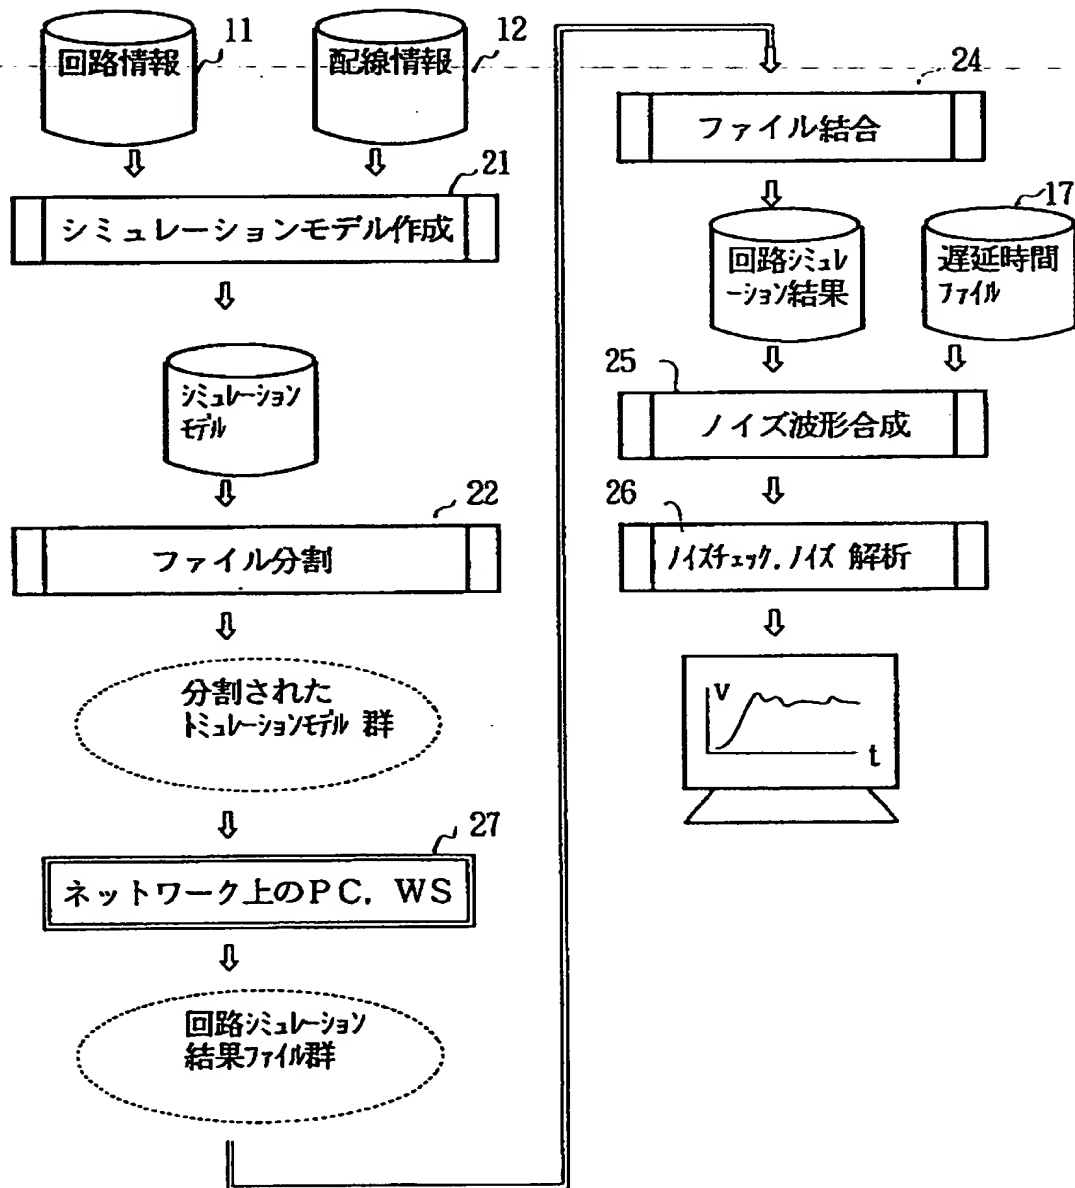 回路情報
11
配線情報
12
21
シミュレーションモデル作成
シミュレーション
モデル
22
ファイル分割
分割された
トミュレーションモデル 群
27
ネットワーク上のPC, WS
回路シミュレーション
結果ファイル群
24
ファイル結合
回路シミュレ
ーション結果
17
遅延時間
ファイル
25
ノイズ波形合成
26
ノイズチェック, ノイズ 解析
V
t